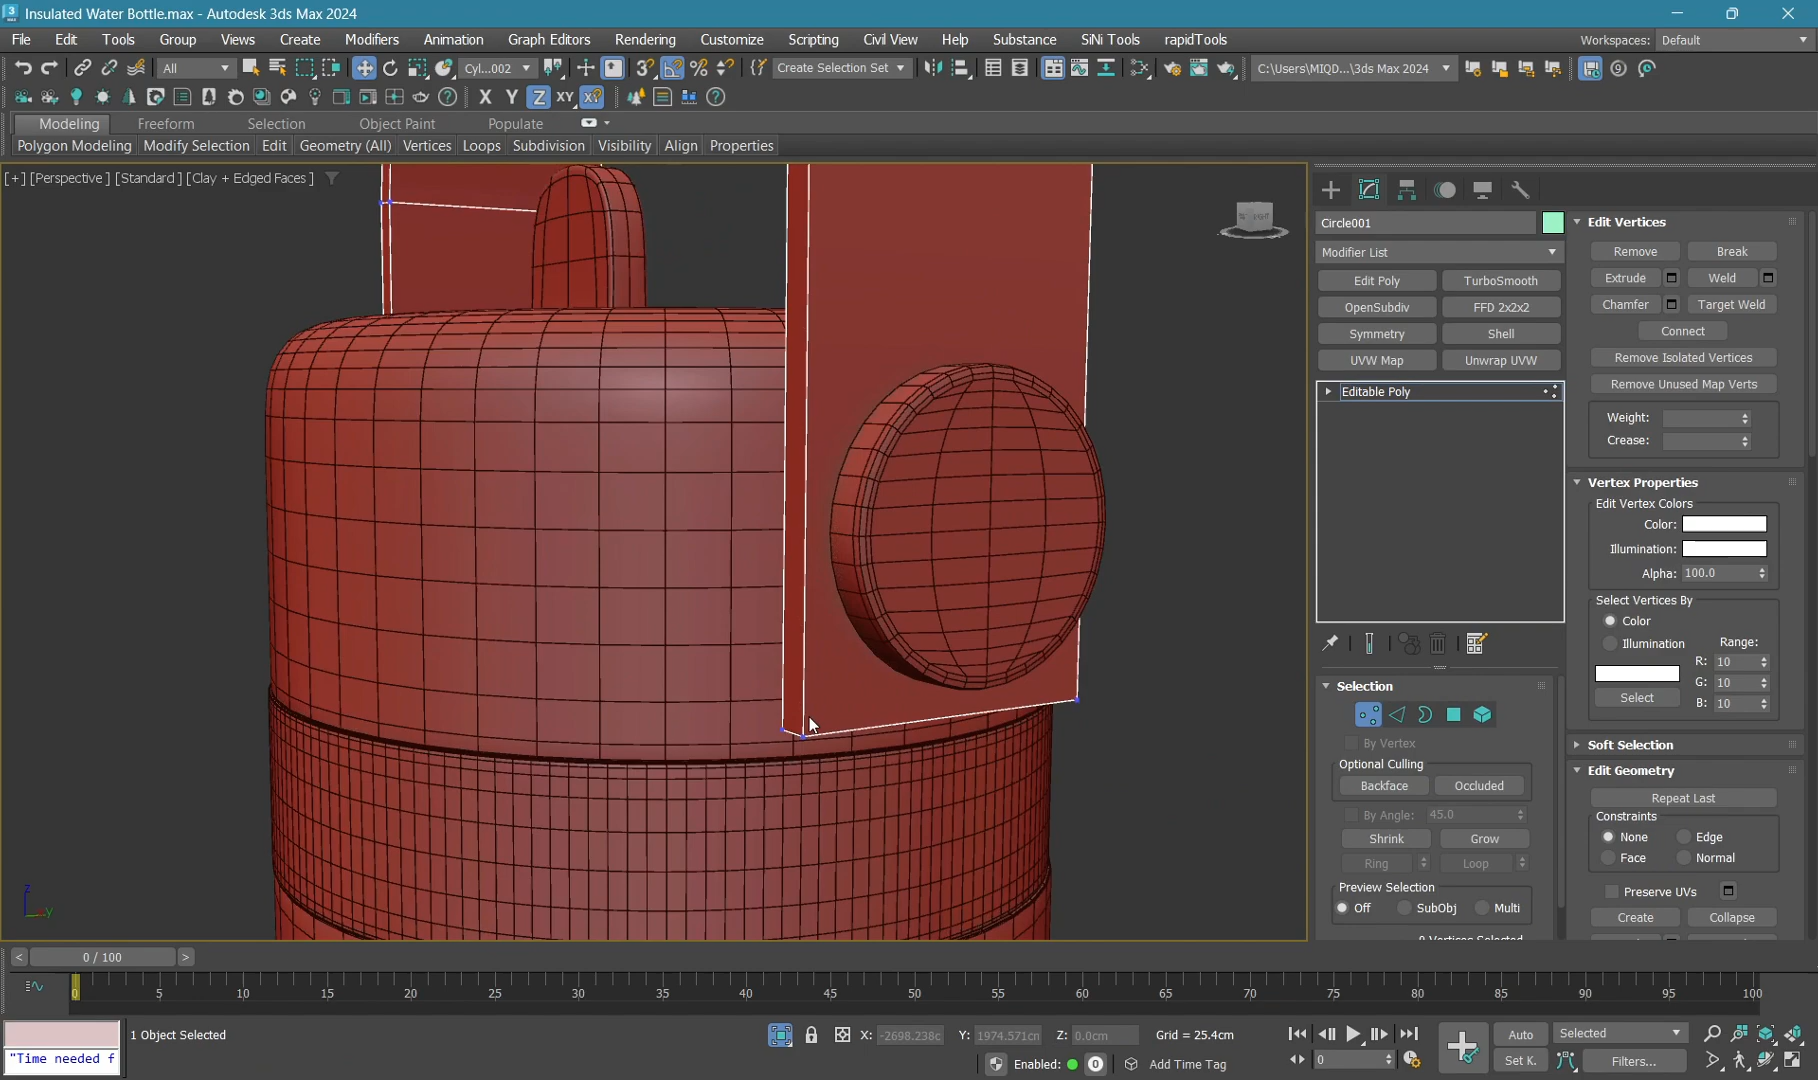 Insulated Water Bottle.max - Autodesk 3ds Max 2024
File Edit Tools Group Views Create Modifiers Animation Graph Editors Rendering Customize Scripting Civil View Help Substance SiNi Tools rapidTools Workspaces: Default
All Cyl...002 Create Selection Set C:\Users\MIQD...\3ds Max 2024
X Y Z XY
Modeling Freeform Selection Object Paint Populate
Polygon Modeling Modify Selection Edit Geometry (All) Vertices Loops Subdivision Visibility Align Properties
[+] [Perspective] [Standard] [Clay + Edged Faces]
RIGHT
z
y
Circle001
Modifier List
Edit Poly TurboSmooth
OpenSubdiv FFD 2x2x2
Symmetry Shell
UVW Map Unwrap UVW
Editable Poly
Selection
By Vertex
Optional Culling
Backface Occluded
By Angle: 45.0
Shrink Grow
Ring Loop
Preview Selection
Off SubObj Multi
0 Vertices Selected
Edit Vertices
Remove Break
Extrude Weld
Chamfer Target Weld
Connect
Remove Isolated Vertices
Remove Unused Map Verts
Weight:
Crease:
Vertex Properties
Edit Vertex Colors
Color:
Illumination:
Alpha: 100.0
Select Vertices By
Color
Illumination Range:
R: 10
G: 10
Select B: 10
Soft Selection
Edit Geometry
Repeat Last
Constraints
None Edge
Face Normal
Preserve UVs
Create Collapse
< 0 / 100 >
0 5 10 15 20 25 30 35 40 45 50 55 60 65 70 75 80 85 90 95 100
1 Object Selected X: -2698.238c Y: 1974.571cm Z: 0.0cm Grid = 25.4cm Auto Selected
"Time needed f Enabled: 0 Add Time Tag 0 Set K. Filters...